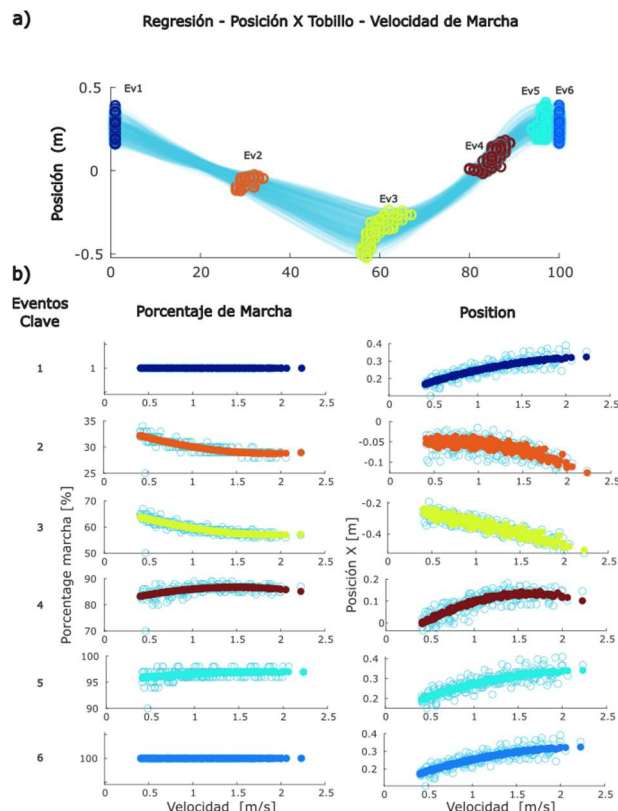 a)
Regresión - Posición X Tobillo - Velocidad de Marcha
0.5
0
-0.5
Posición (m)
Ev1
Ev2
Ev3
Ev4
Ev5
Ev6
0 20 40 60 80 100
b)
Eventos
Clave
Porcentaje de Marcha
Position
1
1
0 0.5 1 1.5 2 2.5
0.4
0.3
0.2
0 0.5 1 1.5 2 2.5
2
35
30
25
0 0.5 1 1.5 2 2.5
0
-0.05
-0.1
0 0.5 1 1.5 2 2.5
3
70
60
50
0 0.5 1 1.5 2 2.5
-0.2
-0.4
0 0.5 1 1.5 2 2.5
Porcentage marcha [%]
Posición X [m]
4
90
80
70
0 0.5 1 1.5 2 2.5
0.2
0.1
0
0 0.5 1 1.5 2 2.5
5
100
95
90
0 0.5 1 1.5 2 2.5
0.4
0.3
0.2
0 0.5 1 1.5 2 2.5
6
100
0 0.5 1 1.5 2 2.5
0.4
0.3
0.2
0 0.5 1 1.5 2 2.5
Velocidad [m/s]
Velocidad [m/s]